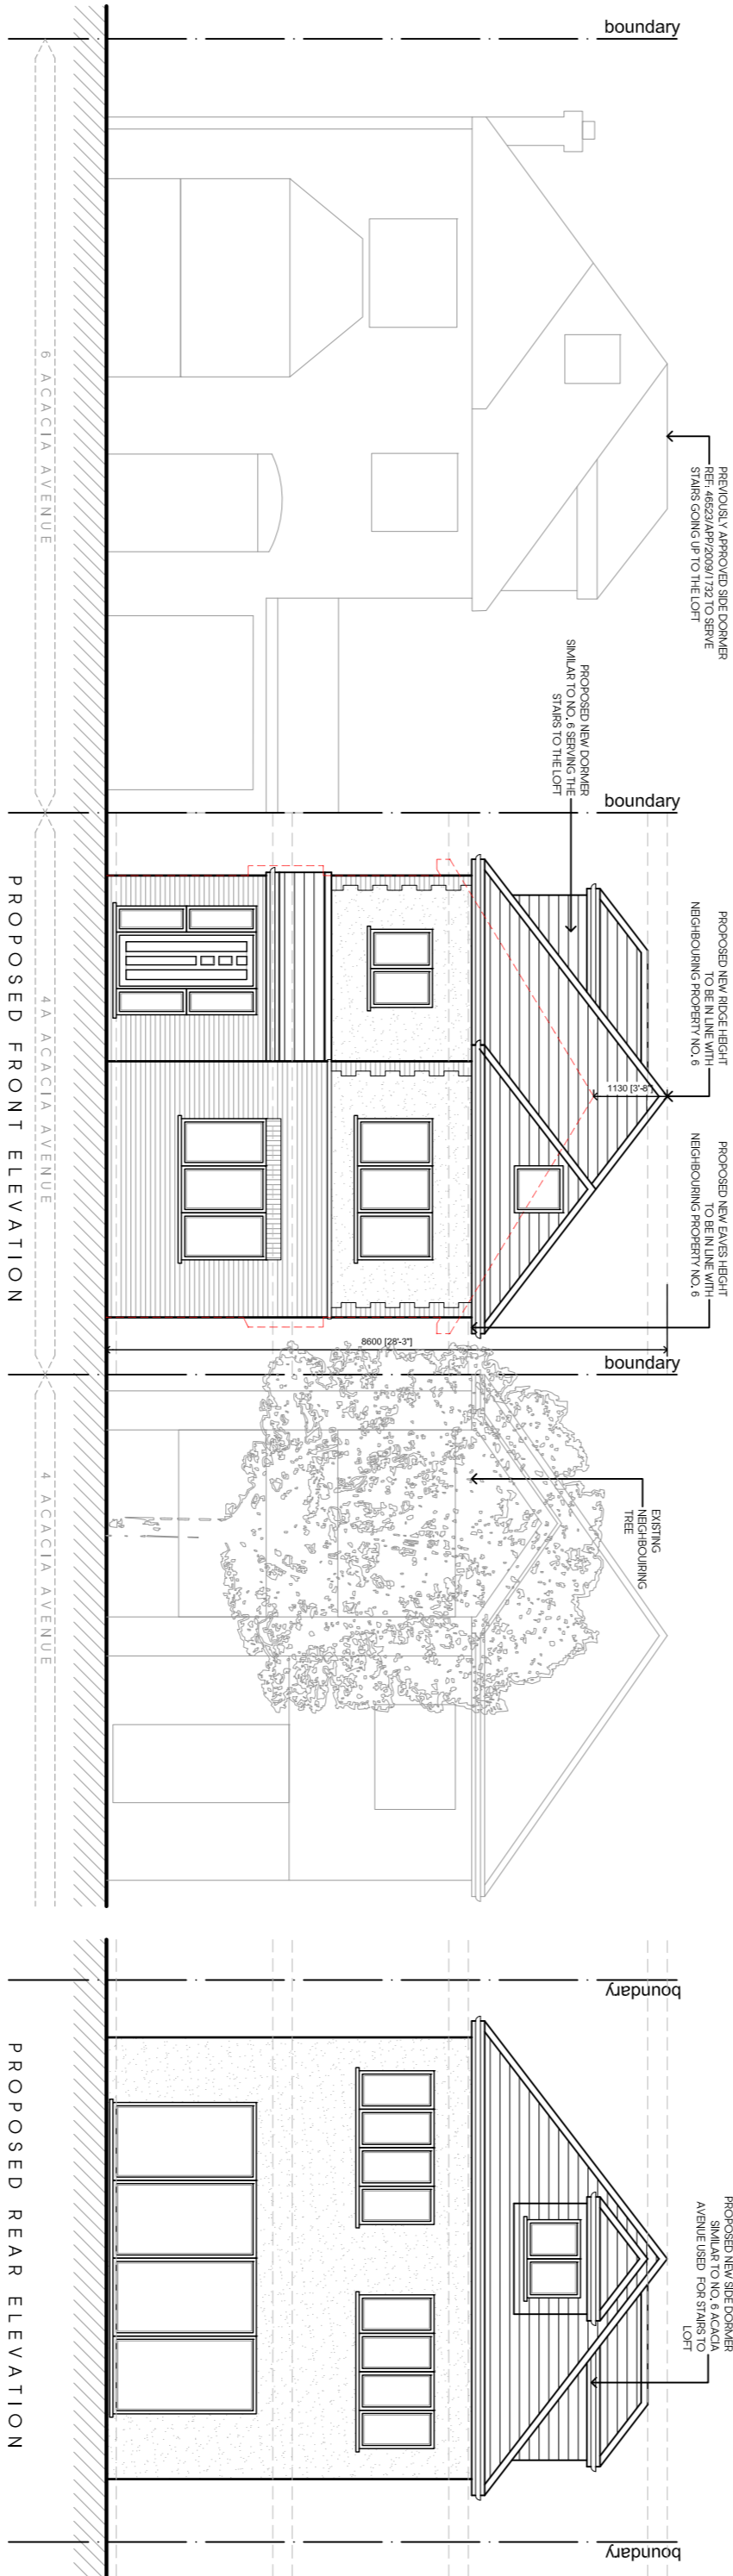 boundary
PREVIOUSLY APPROVED SIDE DORMER
REF: 46523/APP/2009/1732 TO SERVE
STAIRS GOING UP TO THE LOFT
PROPOSED NEW DORMER
SIMILAR TO NO. 6 SERVING THE
STAIRS TO THE LOFT
boundary
PROPOSED NEW RIDGE HEIGHT
TO BE IN LINE WITH
NEIGHBOURING PROPERTY NO. 6
1130 [3'-8"]
PROPOSED NEW EAVES HEIGHT
TO BE IN LINE WITH
NEIGHBOURING PROPERTY NO. 6
8600 [28'-3"]
boundary
EXISTING
NEIGHBOURING
TREE
6 ACACIA AVENUE
4A ACACIA AVENUE
4 ACACIA AVENUE
PROPOSED FRONT ELEVATION
boundary
PROPOSED NEW SIDE DORMER
SIMILAR TO NO. 6 ACACIA
AVENUE USED FOR STAIRS TO
LOFT
boundary
PROPOSED REAR ELEVATION